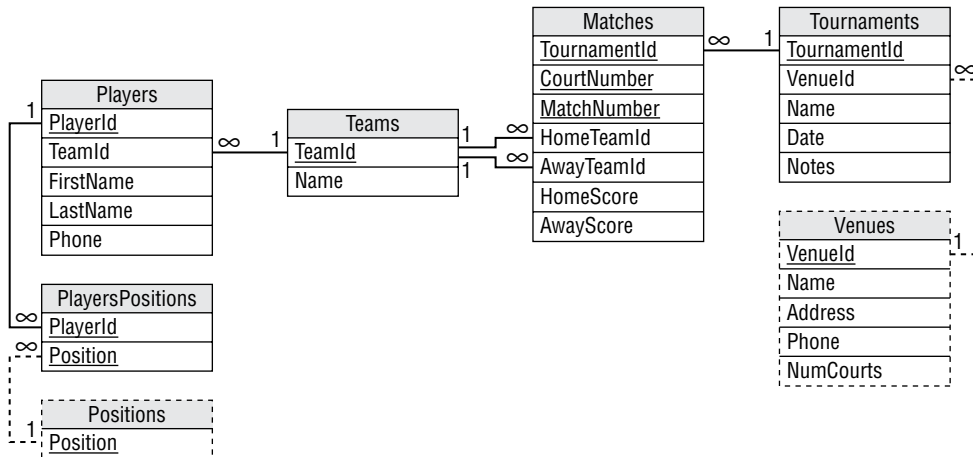 Players
PlayerId
TeamId
FirstName
LastName
Phone
1
∞
PlayersPositions
PlayerId
Position
∞
∞
Positions
Position
1
Teams
TeamId
Name
1
1
1
Matches
TournamentId
CourtNumber
MatchNumber
HomeTeamId
AwayTeamId
HomeScore
AwayScore
∞
∞
∞
1
Tournaments
TournamentId
VenueId
Name
Date
Notes
∞
Venues
VenueId
Name
Address
Phone
NumCourts
1